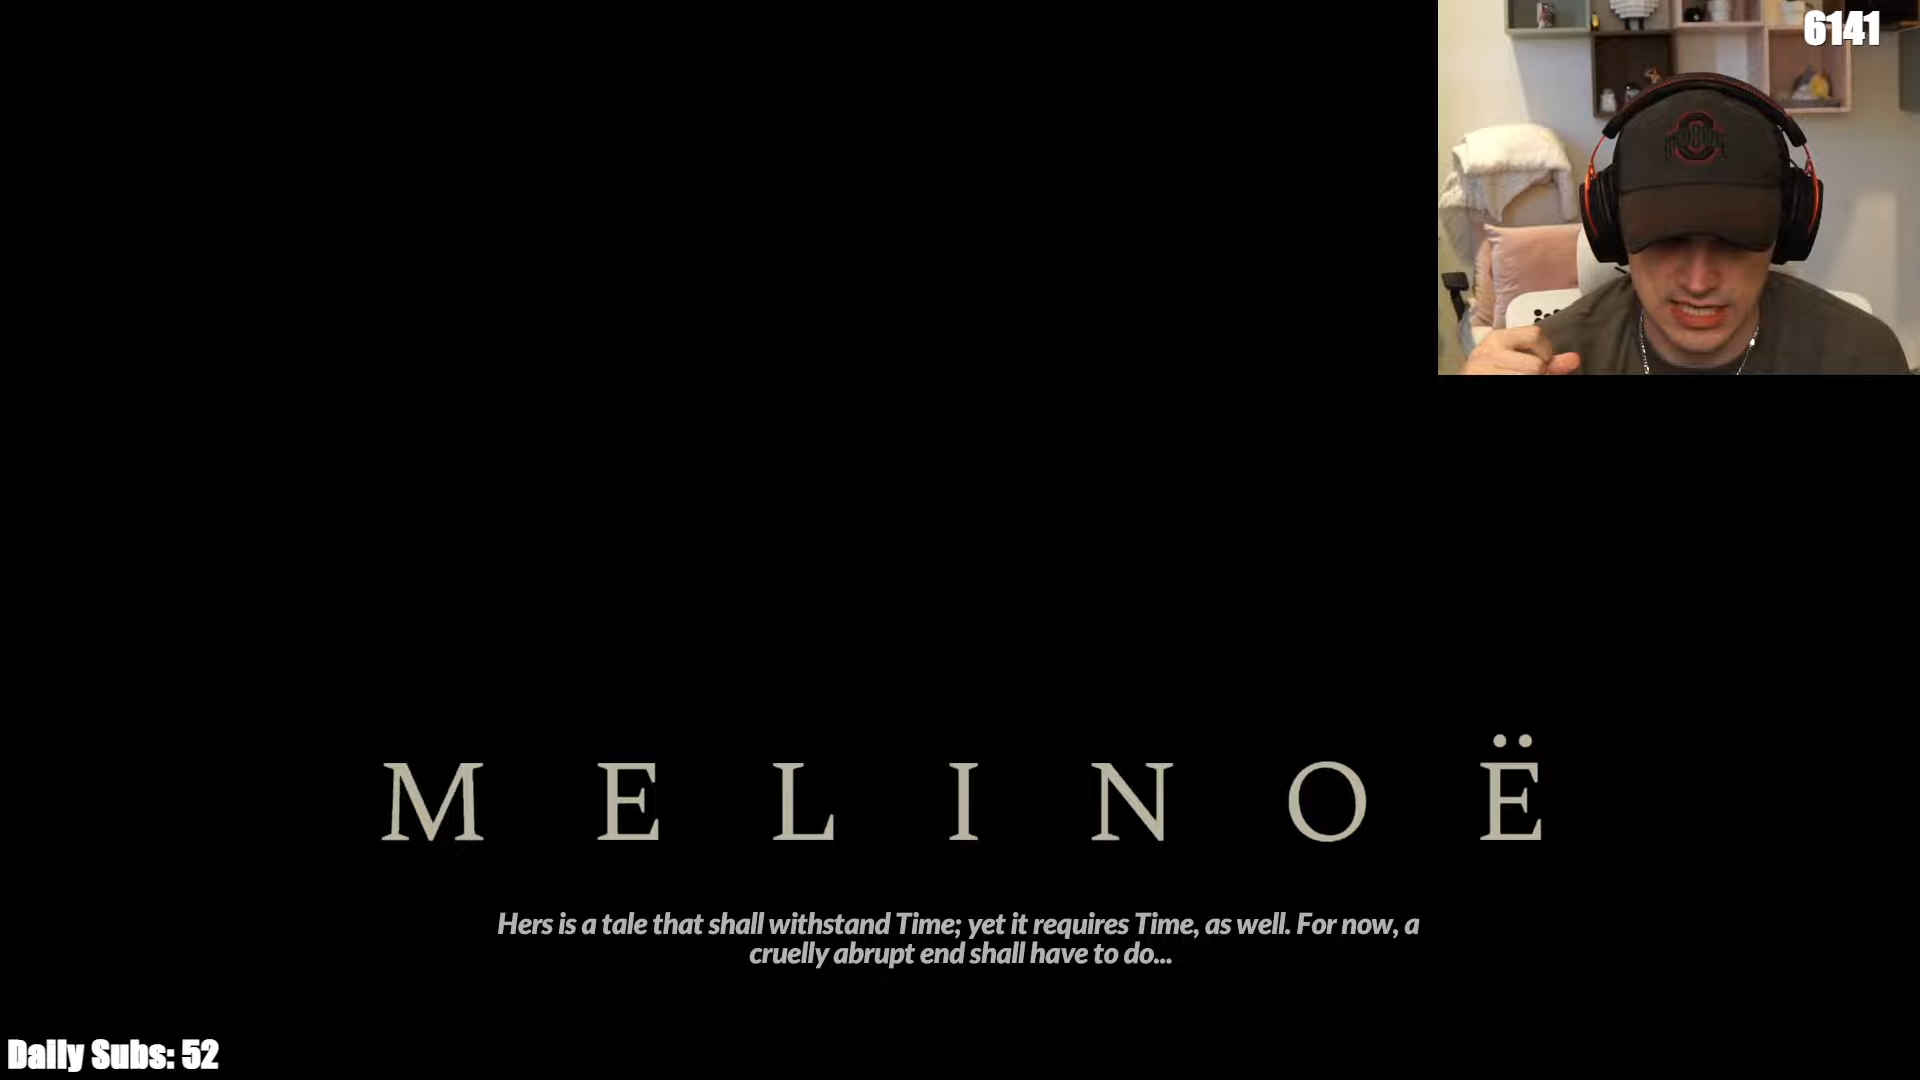 6141
M E L I N O Ë
Hers is a tale that shall withstand Time; yet it requires Time, as well. For now, a
cruelly abrupt end shall have to do...
Daily Subs: 52